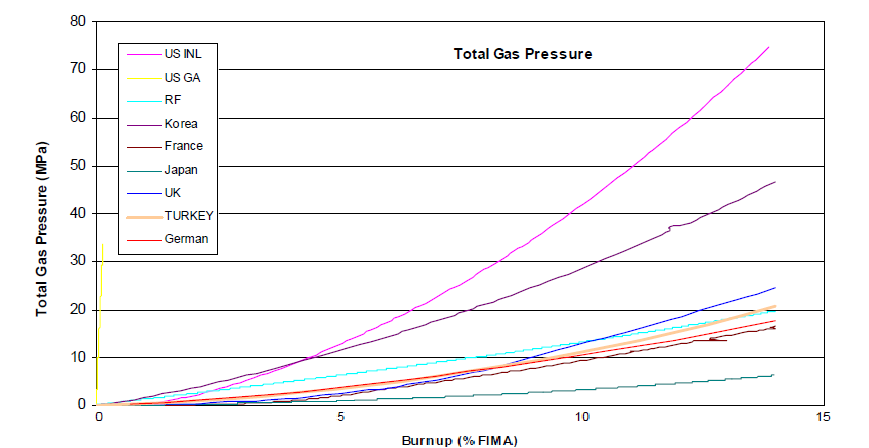 80
70
60
50
40
30
20
10
0
Total Gas Pressure (MPa)
Total Gas Pressure
US INL
US GA
RF
Korea
France
Japan
UK
TURKEY
German
0 5 10 15
Burnup (% FIMA)